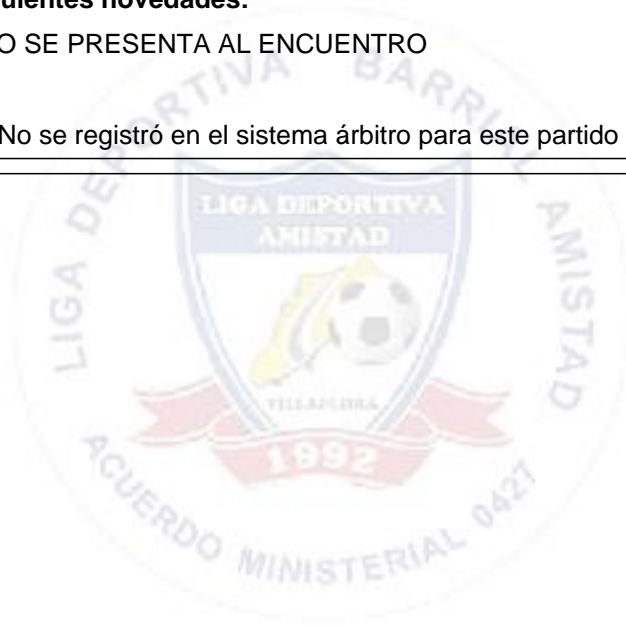 uientes novedades:
O SE PRESENTA AL ENCUENTRO
No se registró en el sistema árbitro para este partido
LIGA DEPORTIVA BARRIAL AMISTAD
LIGA DEPORTIVA
AMISTAD
VILLAFLORA
1992
ACUERDO MINISTERIAL 0427